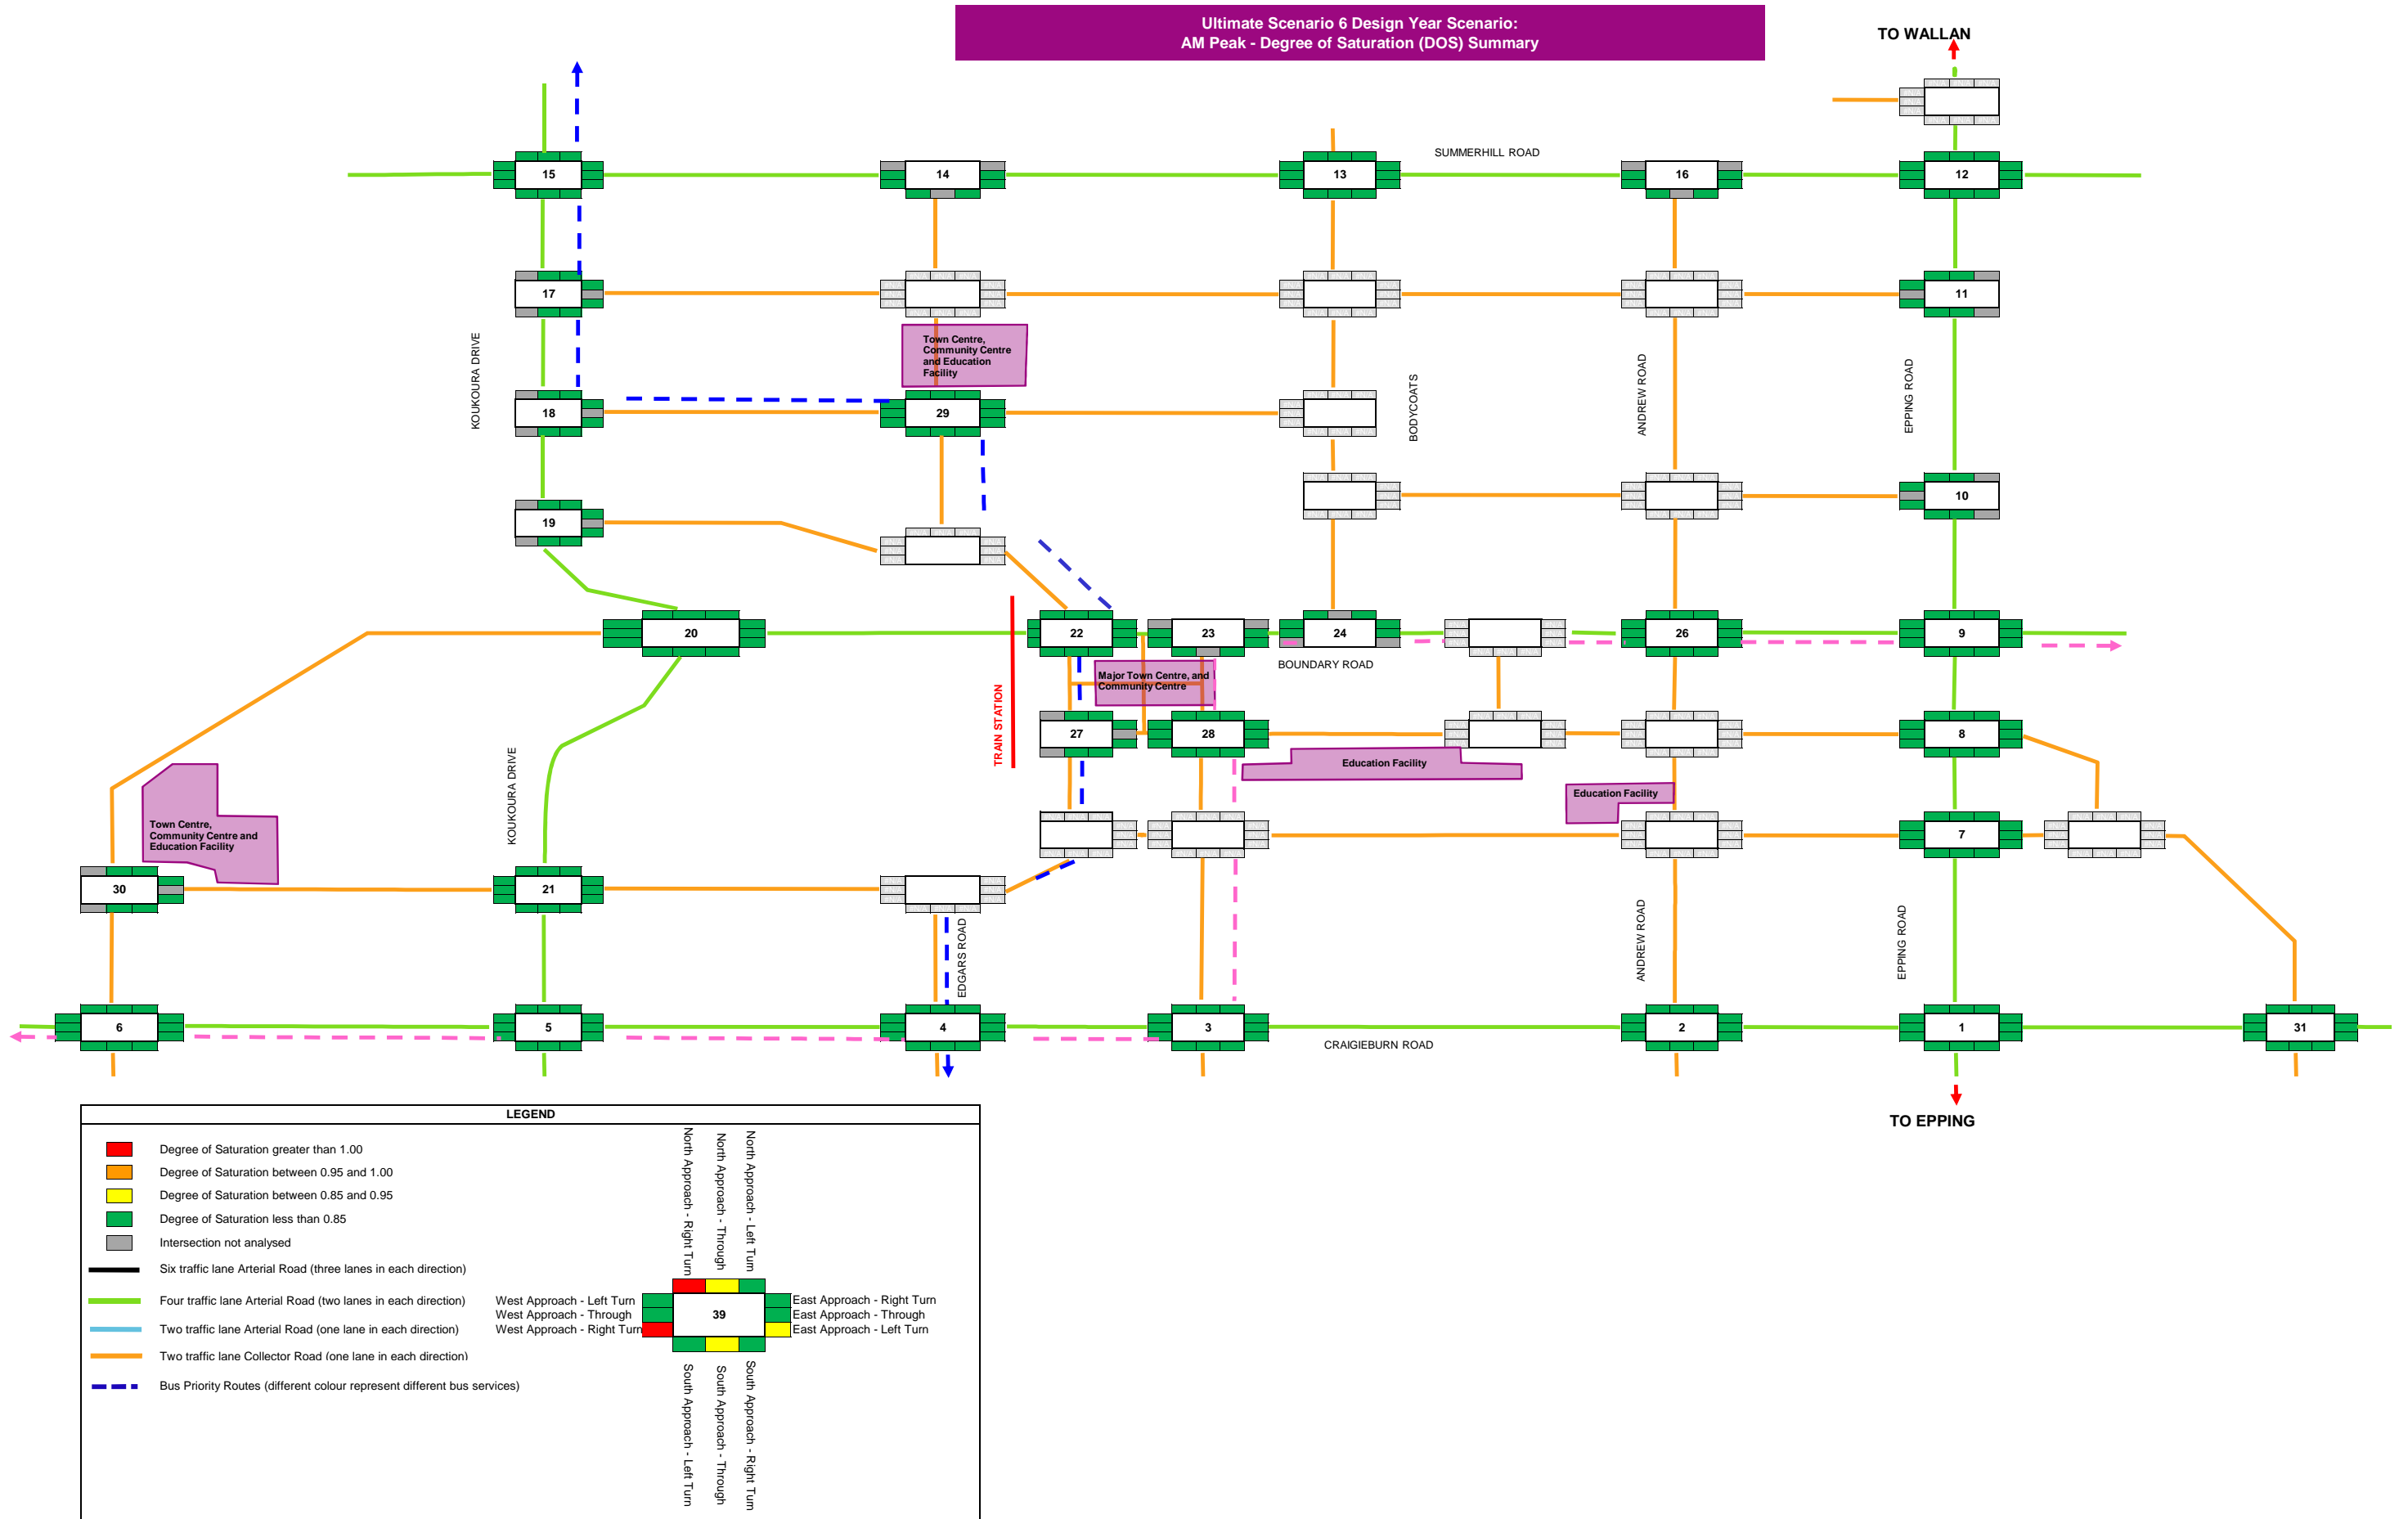 Ultimate Scenario 6 Design Year Scenario:
AM Peak - Degree of Saturation (DOS) Summary
TO WALLAN
SUMMERHILL ROAD
15
14
13
16
12
17
11
KOUKOURA DRIVE
Town Centre,
Community Centre
and Education
Facility
BODYCOATS
ANDREW ROAD
EPPING ROAD
18
29
19
10
20
22
23
24
26
9
BOUNDARY ROAD
TRAIN STATION
Major Town Centre, and
Community Centre
27
28
8
Education Facility
Education Facility
KOUKOURA DRIVE
Town Centre,
Community Centre and
Education Facility
7
30
21
EDGARS ROAD
ANDREW ROAD
EPPING ROAD
6
5
4
3
2
1
31
CRAIGIEBURN ROAD
TO EPPING
LEGEND
Degree of Saturation greater than 1.00
Degree of Saturation between 0.95 and 1.00
Degree of Saturation between 0.85 and 0.95
Degree of Saturation less than 0.85
Intersection not analysed
Six traffic lane Arterial Road (three lanes in each direction)
Four traffic lane Arterial Road (two lanes in each direction)
Two traffic lane Arterial Road (one lane in each direction)
Two traffic lane Collector Road (one lane in each direction)
Bus Priority Routes (different colour represent different bus services)
North Approach - Right Turn
North Approach - Through
North Approach - Left Turn
West Approach - Left Turn
West Approach - Through
West Approach - Right Turn
39
East Approach - Right Turn
East Approach - Through
East Approach - Left Turn
South Approach - Left Turn
South Approach - Through
South Approach - Right Turn